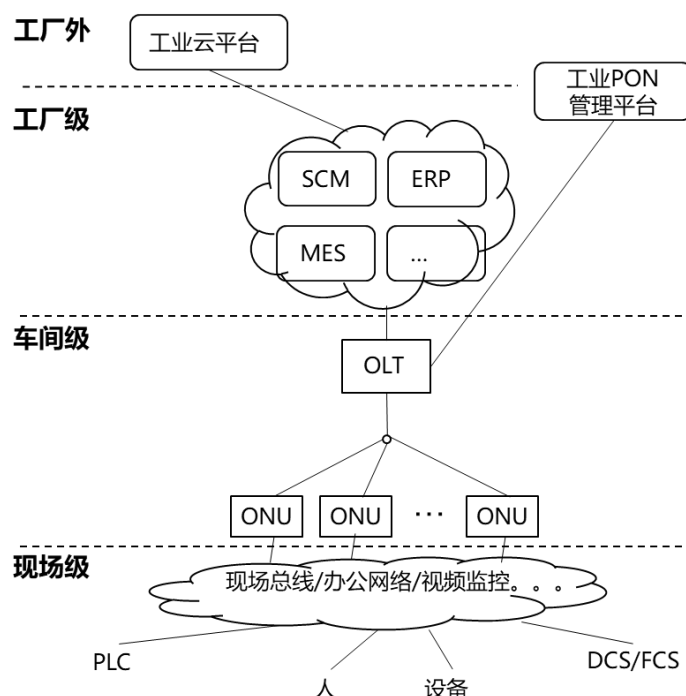 工厂外
工业云平台
工业PON
管理平台
工厂级
SCM
ERP
MES
...
车间级
OLT
ONU
ONU
...
ONU
现场级
现场总线/办公网络/视频监控。。。
PLC
DCS/FCS
人
设备